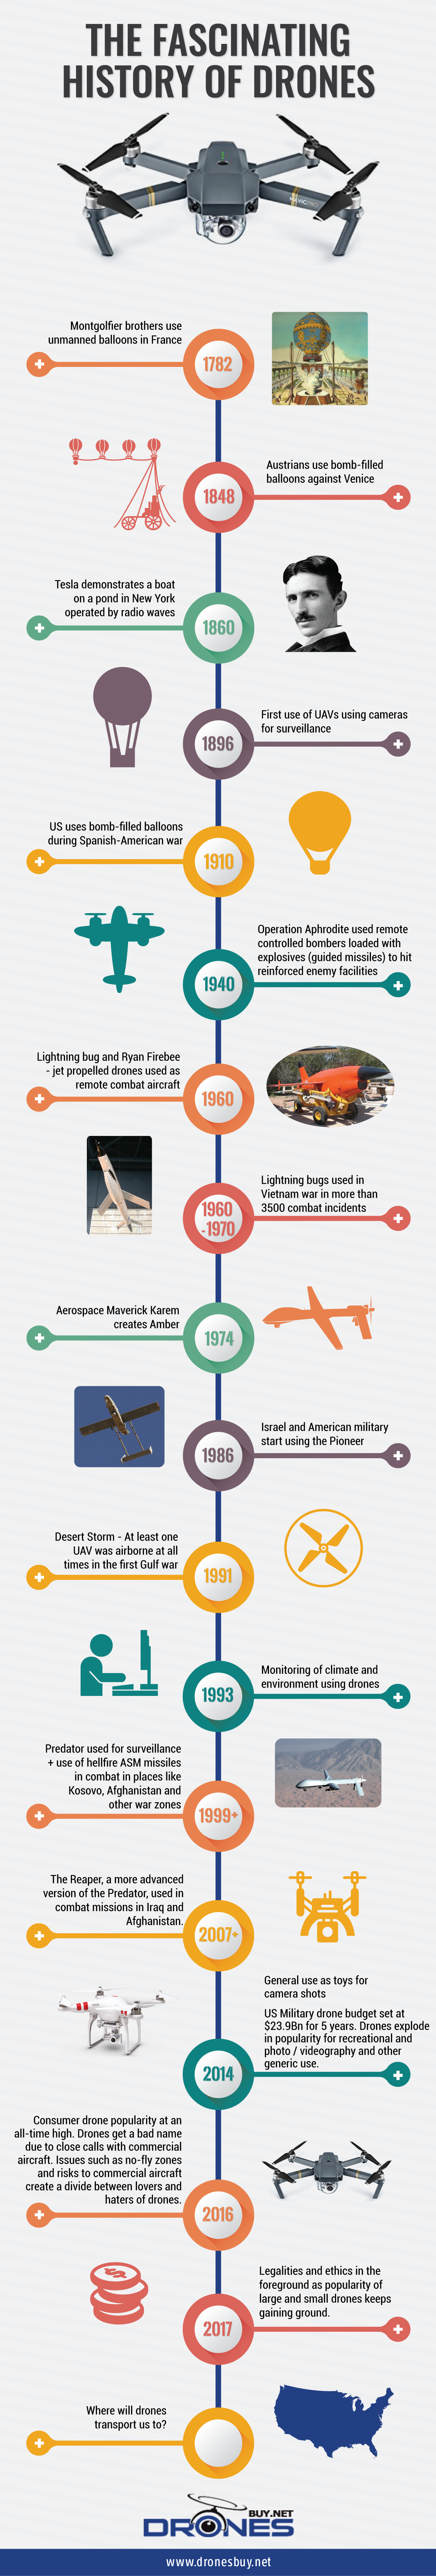 THE FASCINATING
HISTORY OF DRONES
MAVIC PRO
Montgolfier brothers use
unmanned balloons in France
1782
Austrians use bomb-filled
balloons against Venice
1848
Tesla demonstrates a boat
on a pond in New York
operated by radio waves
1860
First use of UAVs using cameras
for surveillance
1896
US uses bomb-filled balloons
during Spanish-American war
1910
Operation Aphrodite used remote
controlled bombers loaded with
explosives (guided missiles) to hit
reinforced enemy facilities
1940
Lightning bug and Ryan Firebee
- jet propelled drones used as
remote combat aircraft
1960
Lightning bugs used in
Vietnam war in more than
3500 combat incidents
1960
-1970
Aerospace Maverick Karem
creates Amber
1974
Israel and American military
start using the Pioneer
1986
Desert Storm - At least one
UAV was airborne at all
times in the first Gulf war
1991
Monitoring of climate and
environment using drones
1993
Predator used for surveillance
+ use of hellfire ASM missiles
in combat in places like
Kosovo, Afghanistan and
other war zones
1999+
The Reaper, a more advanced
version of the Predator, used in
combat missions in Iraq and
Afghanistan.
2007+
General use as toys for
camera shots
US Military drone budget set at
$23.9Bn for 5 years. Drones explode
in popularity for recreational and
photo / videography and other
generic use.
2014
Consumer drone popularity at an
all-time high. Drones get a bad name
due to close calls with commercial
aircraft. Issues such as no-fly zones
and risks to commercial aircraft
create a divide between lovers and
haters of drones.
2016
Legalities and ethics in the
foreground as popularity of
large and small drones keeps
gaining ground.
2017
Where will drones
transport us to?
BUY.NET
DRONES
www.dronesbuy.net